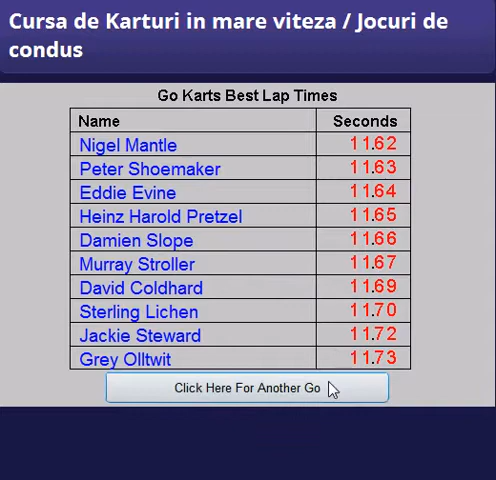 Cursa de Karturi in mare viteza / Jocuri de
condus
Go Karts Best Lap Times
Name Seconds
Nigel Mantle 11.62
Peter Shoemaker 11.63
Eddie Evine 11.64
Heinz Harold Pretzel 11.65
Damien Slope 11.66
Murray Stroller 11.67
David Coldhard 11.69
Sterling Lichen 11.70
Jackie Steward 11.72
Grey Olltwit 11.73
Click Here For Another Go